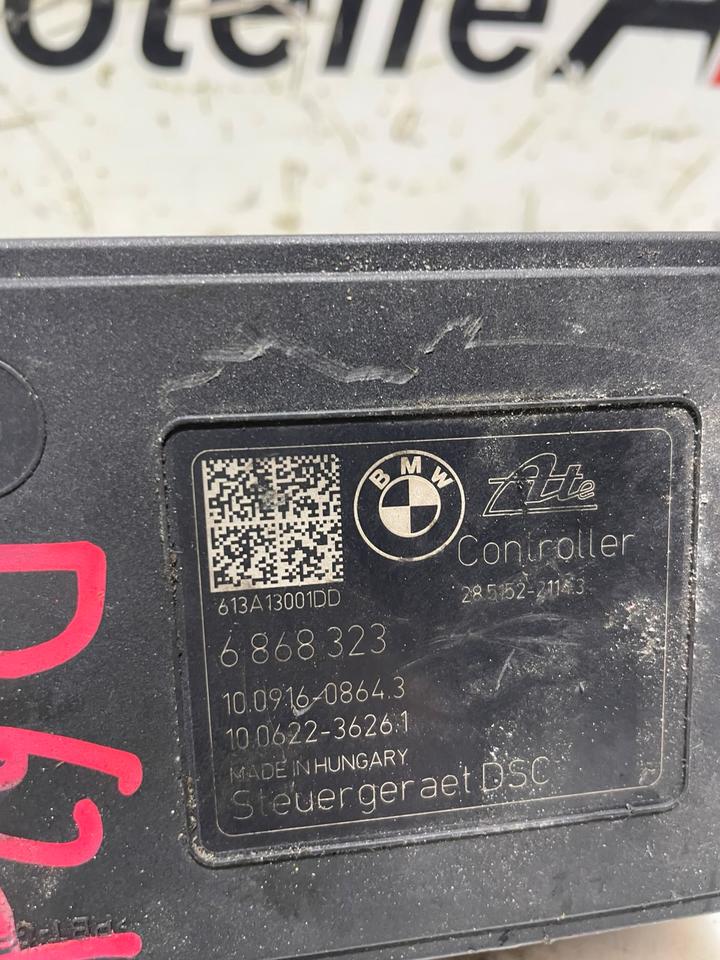 BMW
Ate
Controller
28.5152-2114.3
613A13001DD
6 868 323
10.0916-0864.3
10.0622-3626.1
MADE IN HUNGARY
Steuergeraet DSC